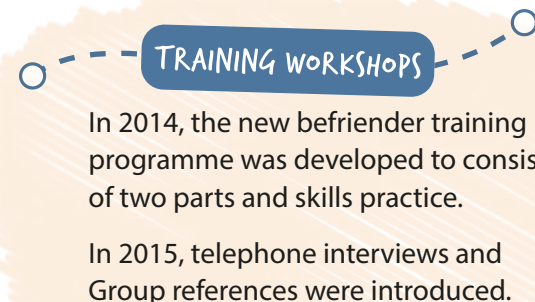 TRAINING WORKSHOPS
In 2014, the new befriender training
programme was developed to consis
of two parts and skills practice.
In 2015, telephone interviews and
Group references were introduced.